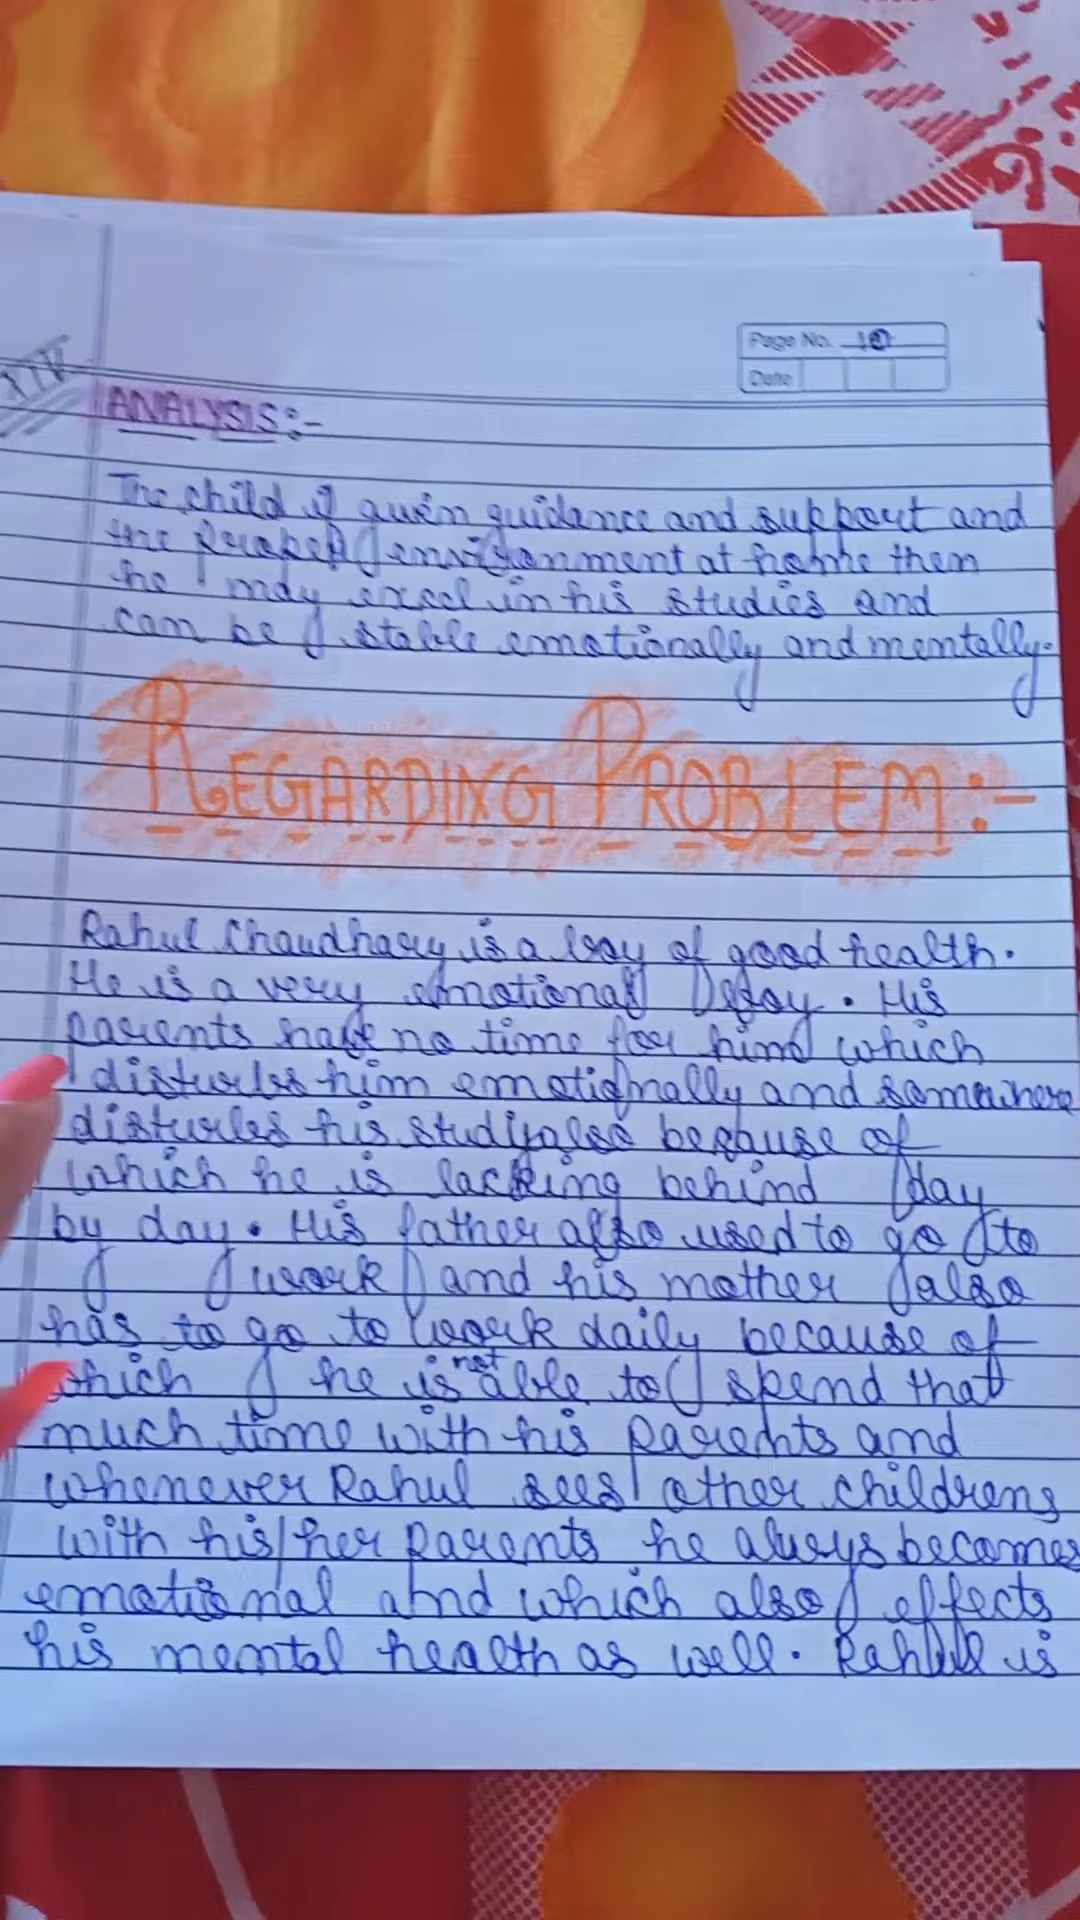 Page No. 10
Date
XIV
ANALYSIS:-
The child if given guidence and support and
the proper environment at home then
he may excel in his studies and
can be stable emotionally and mentally.
REGARDING PROBLEM:-
Rahul Chaudhary is a boy of good health.
He is a very emotional boy. His
parents have no time for him which
disturbs him emotionally and somewhere
disturbs his study also because of
which he is lacking behind day
by day. His father also used to go to
work and his mother also
has to go to work daily because of
which he is not able to spend that
much time with his parents and
whenever Rahul sees other childrens
with his/her parents he always becomes
emotional and which also effects
his mental health as well. Rahul is